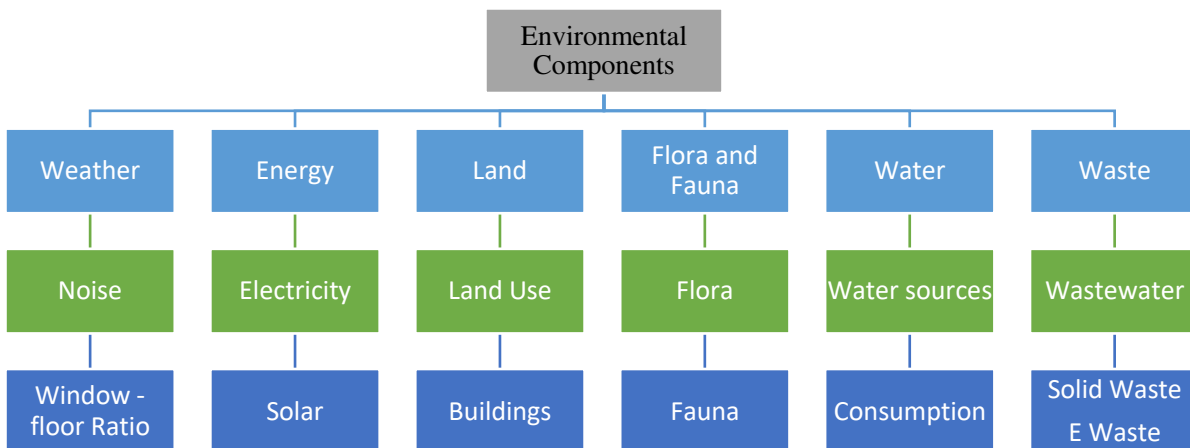 Environmental
Components
Weather
Energy
Land
Flora and
Fauna
Water
Waste
Noise
Electricity
Land Use
Flora
Water sources
Wastewater
Window -
floor Ratio
Solar
Buildings
Fauna
Consumption
Solid Waste
E Waste